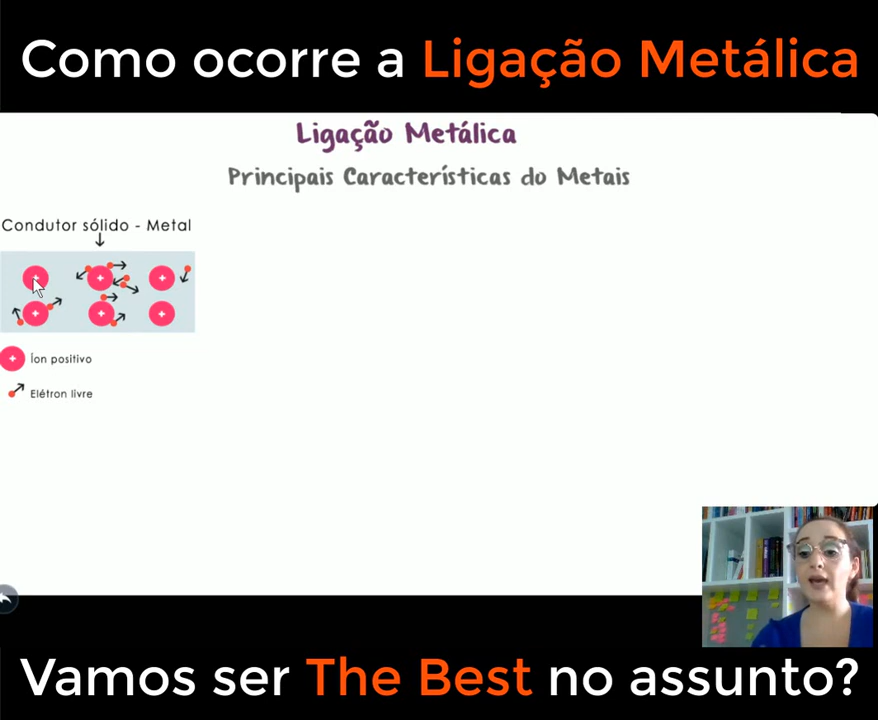 Como ocorre a Ligação Metálica
Ligação Metálica
Principais Características do Metais
Condutor sólido - Metal
Íon positivo
Elétron livre
Vamos ser The Best no assunto?